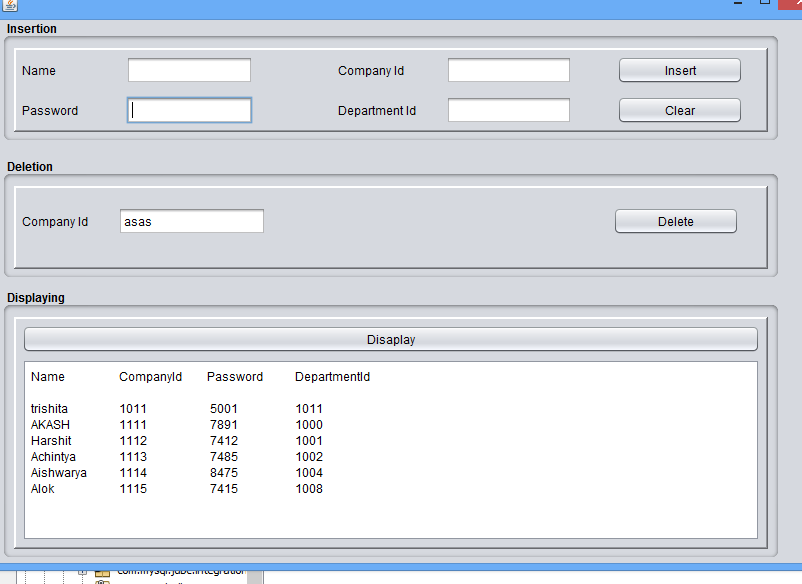 Insertion
Name Company Id Insert
Password Department Id Clear
Deletion
Company Id asas Delete
Displaying
Disaplay
Name CompanyId Password DepartmentId
trishita 1011 5001 1011
AKASH 1111 7891 1000
Harshit 1112 7412 1001
Achintya 1113 7485 1002
Aishwarya 1114 8475 1004
Alok 1115 7415 1008
com.mysql.jdbc.integration